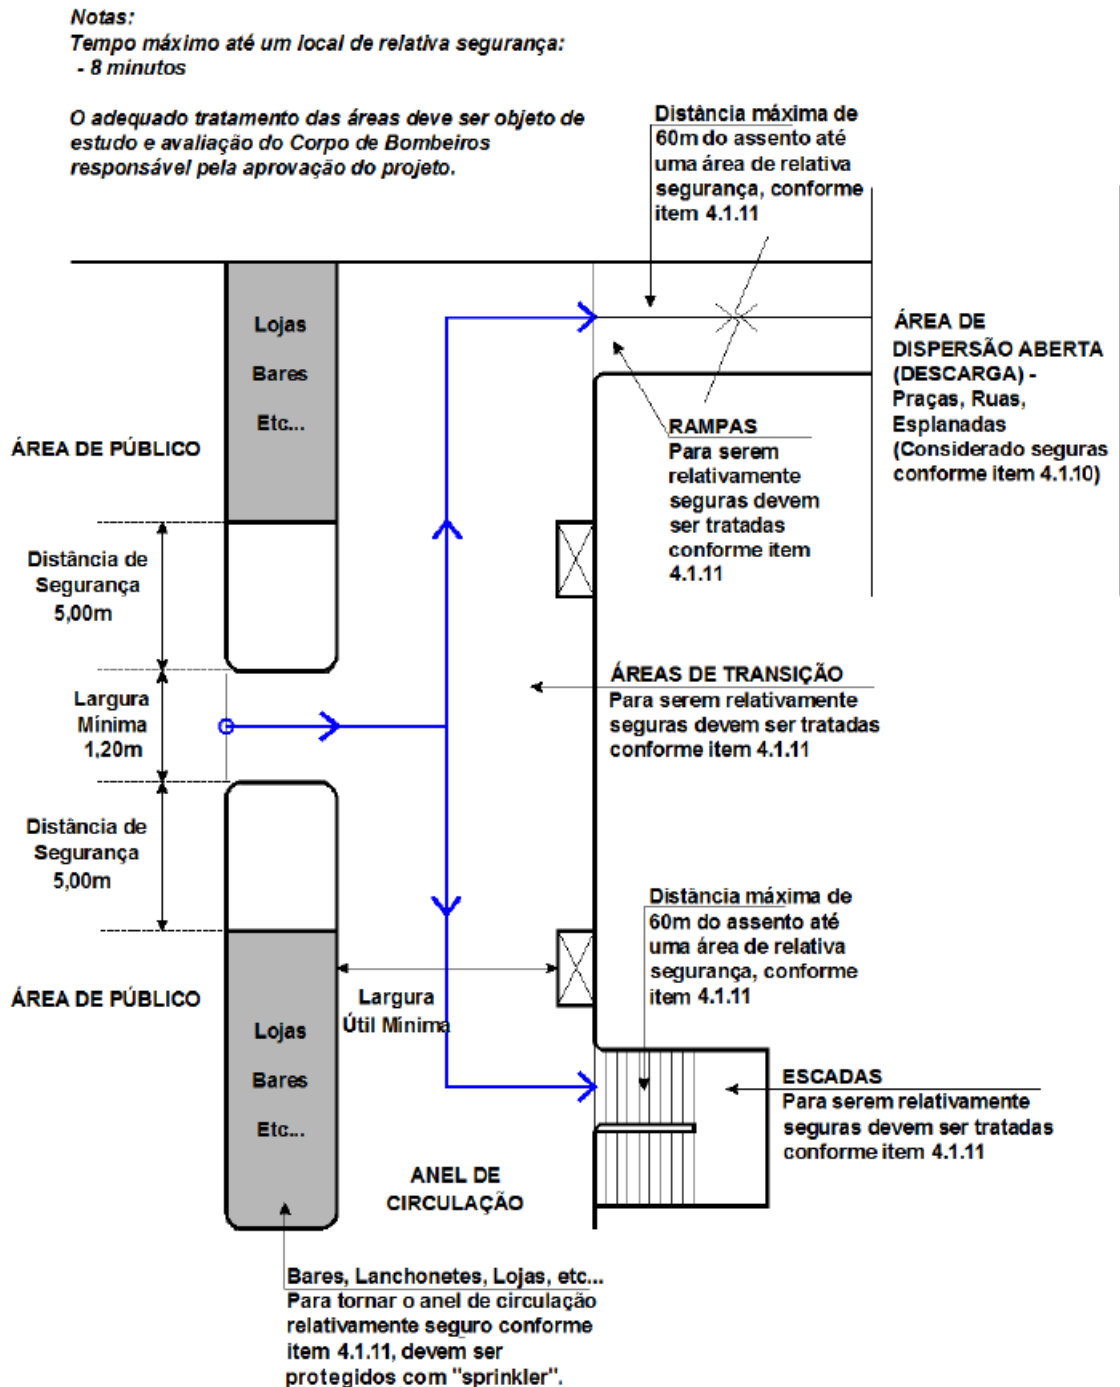 Notas:
Tempo máximo até um local de relativa segurança:
- 8 minutos
O adequado tratamento das áreas deve ser objeto de
estudo e avaliação do Corpo de Bombeiros
responsável pela aprovação do projeto.
Distância máxima de
60m do assento até
uma área de relativa
segurança, conforme
item 4.1.11
Lojas
Bares
Etc...
ÁREA DE
DISPERSÃO ABERTA
(DESCARGA) -
Praças, Ruas,
Esplanadas
(Considerado seguras
conforme item 4.1.10)
RAMPAS
Para serem
relativamente
seguras devem
ser tratadas
conforme item
4.1.11
ÁREA DE PÚBLICO
Distância de
Segurança
5,00m
ÁREAS DE TRANSIÇÃO
Para serem relativamente
seguras devem ser tratadas
conforme item 4.1.11
Largura
Mínima
1,20m
Distância de
Segurança
5,00m
Distância máxima de
60m do assento até
uma área de relativa
segurança, conforme
item 4.1.11
ÁREA DE PÚBLICO
Largura
Útil Mínima
Lojas
Bares
Etc...
ESCADAS
Para serem relativamente
seguras devem ser tratadas
conforme item 4.1.11
ANEL DE
CIRCULAÇÃO
Bares, Lanchonetes, Lojas, etc...
Para tornar o anel de circulação
relativamente seguro conforme
item 4.1.11, devem ser
protegidos com "sprinkler".